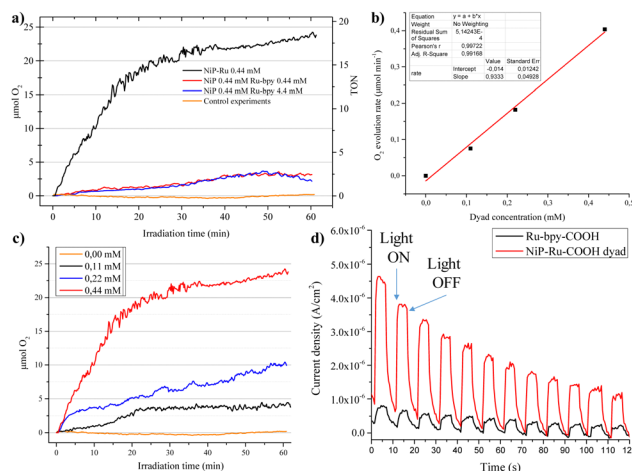 a)
25
20
15
10
5
0
μmol O2
0
10
20
30
40
50
60
Irradiation time (min)
20
15
10
5
0
TON
NiP-Ru 0.44 mM
NiP 0.44 mM Ru-bpy 0.44 mM
NiP 0.44 mM Ru-bpy 4.4 mM
Control experiments
b)
Equation y = a + b*x
Weight No Weighting
Residual Sum of Squares 5,14243E-4
Pearson's r 0,99722
Adj. R-Square 0,99168
Value Standard Err
rate Intercept -0,014 0,01242
Slope 0,9333 0,04928
0,4
0,3
0,2
0,1
0,0
O2 evolution rate (μmol min-1)
0,0
0,2
0,4
Dyad concentration (mM)
c)
0,00 mM
0,11 mM
0,22 mM
0,44 mM
25
20
15
10
5
0
μmol O2
0
10
20
30
40
50
60
Irradiation time (min)
d)
Ru-bpy-COOH
NiP-Ru-COOH dyad
Light
ON
Light
OFF
6.0x10-6
5.0x10-6
4.0x10-6
3.0x10-6
2.0x10-6
1.0x10-6
0.0
Current density (A/cm2)
0 10 20 30 40 50 60 70 80 90 100 110 120
Time (s)